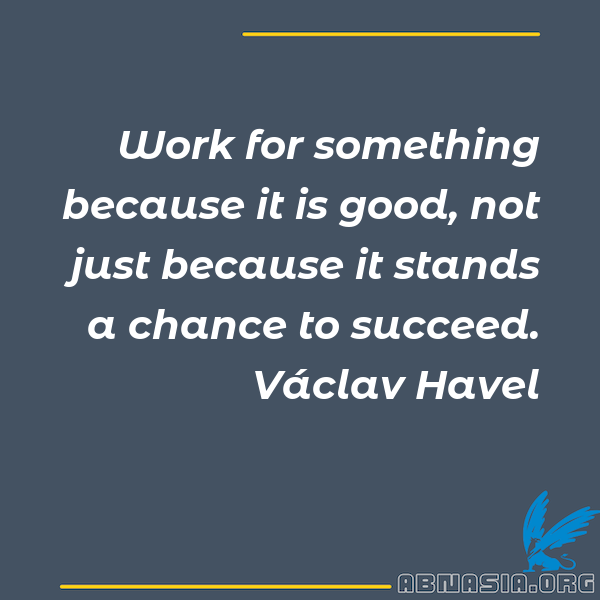 Work for something
because it is good, not
just because it stands
a chance to succeed.
Václav Havel
ABNASIA.ORG